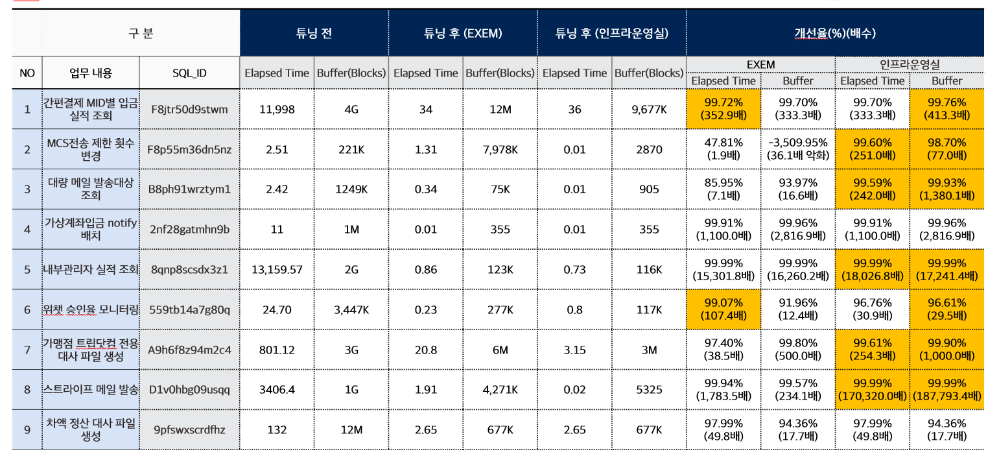 구 분 튜닝 전 튜닝 후 (EXEM) 튜닝 후 (인프라운영실) 개선율(%)(배수)
EXEM 인프라운영실
NO 업무 내용 SQL_ID Elapsed Time Buffer(Blocks) Elapsed Time Buffer(Blocks) Elapsed Time Buffer(Blocks) Elapsed Time Buffer Elapsed Time Buffer
간편결제 MID별 입금 99.72% 99.70% 99.70% 99.76%
1 F8jtr50d9stwm 11,998 4G 34 12M 36 9,677K
실적 조회 (352.9배) (333.3배) (333.3배) (413.3배)
MCS전송 제한 횟수 47.81% -3,509.95% 99.60% 98.70%
2 F8p55m36dn5nz 2.51 221K 1.31 7,978K 0.01 2870
변경 (1.9배) (36.1배 악화) (251.0배) (77.0배)
대량 메일 발송대상 85.95% 93.97% 99.59% 99.93%
3 B8ph91wrztym1 2.42 1249K 0.34 75K 0.01 905
조회 (7.1배) (16.6배) (242.0배) (1,380.1배)
가상계좌입금 notify 99.91% 99.96% 99.91% 99.96%
4 2nf28gatmhn9b 11 1M 0.01 355 0.01 355
배치 (1,100.0배) (2,816.9배) (1,100.0배) (2,816.9배)
99.99% 99.99% 99.99% 99.99%
5 내부관리자 실적 조회 8qnp8scsdx3z1 13,159.57 2G 0.86 123K 0.73 116K
(15,301.8배) (16,260.2배) (18,026.8배) (17,241.4배)
99.07% 91.96% 96.76% 96.61%
6 위챗 승인율 모니터링 559tb14a7g80q 24.70 3,447K 0.23 277K 0.8 117K
(107.4배) (12.4배) (30.9배) (29.5배)
가맹점 트립닷컴 전용 97.40% 99.80% 99.61% 99.90%
7 A9h6f8z94m2c4 801.12 3G 20.8 6M 3.15 3M
대사 파일 생성 (38.5배) (500.0배) (254.3배) (1,000.0배)
99.94% 99.57% 99.99% 99.99%
8 스트라이프 메일 발송 D1v0hbg09usqq 3406.4 1G 1.91 4,271K 0.02 5325
(1,783.5배) (234.1배) (170,320.0배) (187,793.4배)
차액 정산 대사 파일 97.99% 94.36% 97.99% 94.36%
9 9pfswxscrdfhz 132 12M 2.65 677K 2.65 677K
생성 (49.8배) (17.7배) (49.8배) (17.7배)